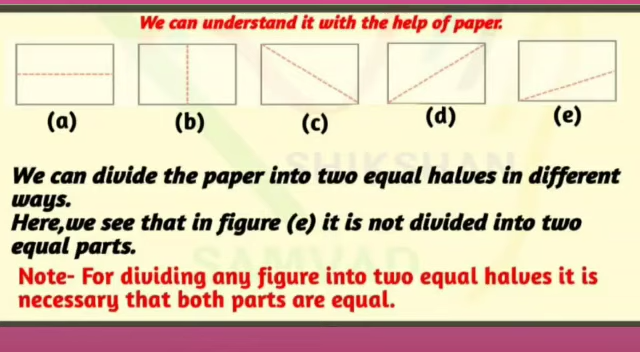 We can understand it with the help of paper.
(a) (b) (c) (d) (e)
We can divide the paper into two equal halves in different
ways.
Here,we see that in figure (e) it is not divided into two
equal parts.
Note- For dividing any figure into two equal halves it is
necessary that both parts are equal.
SHIKSHAN
SAMVAD